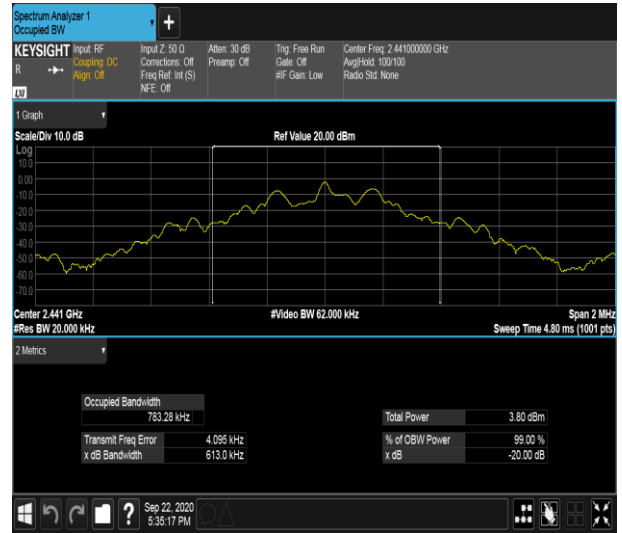 Spectrum Analyzer 1
Occupied BW
+
KEYSIGHT
R
LXI
Input: RF
Coupling: DC
Align: Off
Input Z: 50 Ω
Corrections: Off
Freq Ref: Int (S)
NFE: Off
Atten: 30 dB
Preamp: Off
Trig: Free Run
Gate: Off
#IF Gain: Low
Center Freq: 2.441000000 GHz
Avg|Hold: 100/100
Radio Std: None
1 Graph
Scale/Div 10.0 dB
Ref Value 20.00 dBm
Log
10.0
0.00
-10.0
-20.0
-30.0
-40.0
-50.0
-60.0
-70.0
Center 2.441 GHz
#Video BW 62.000 kHz
Span 2 MHz
#Res BW 20.000 kHz
Sweep Time 4.80 ms (1001 pts)
2 Metrics
Occupied Bandwidth
783.28 kHz
Total Power 3.80 dBm
Transmit Freq Error 4.095 kHz
% of OBW Power 99.00 %
x dB Bandwidth 613.0 kHz
x dB -20.00 dB
?
Sep 22, 2020
5:35:17 PM